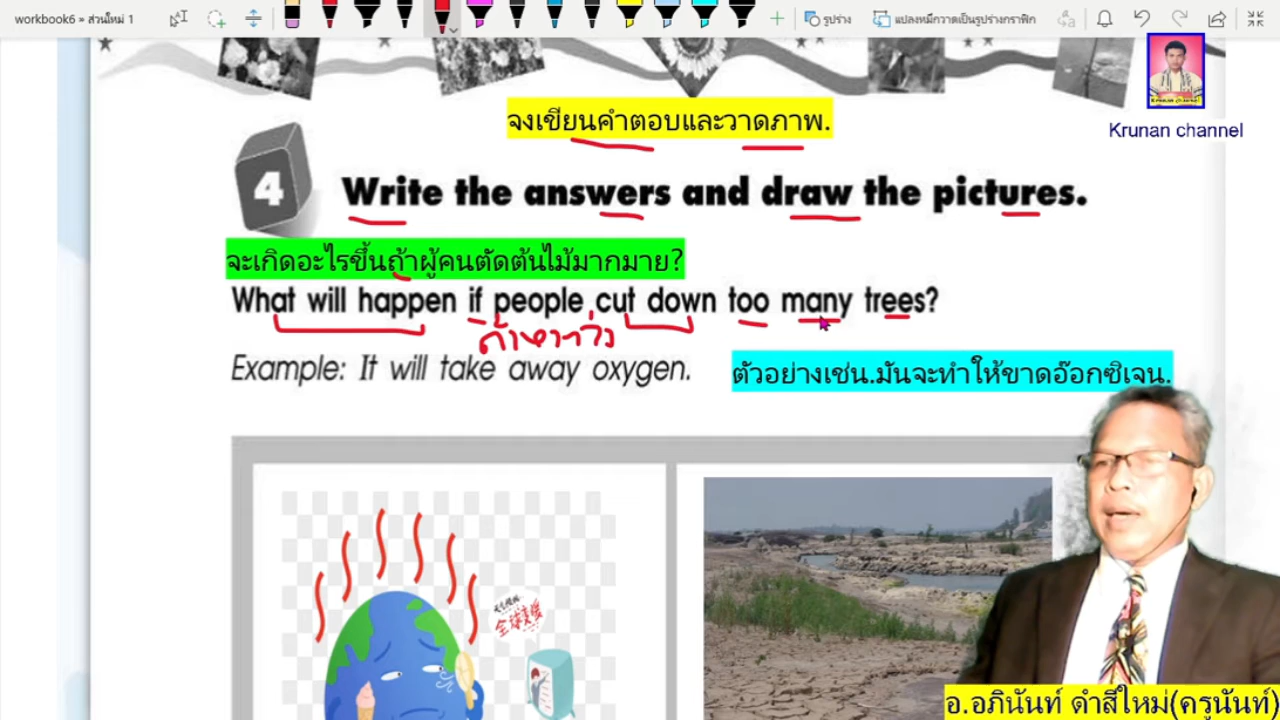 workbook6 » ส่วนใหม่ 1
รูปร่าง
แปลงหมึกวาดเป็นรูปร่างกราฟิก
Krunan channel
จงเขียนคำตอบและวาดภาพ.
4 Write the answers and draw the pictures.
จะเกิดอะไรขึ้นถ้าผู้คนตัดต้นไม้มากมาย?
What will happen if people cut down too many trees?
ถ้าหากว่า
Example: It will take away oxygen.
ตัวอย่างเช่น.มันจะทำให้ขาดอ๊อกซิเจน.
全球変暖
อ.อภินันท์ ดำสีใหม่(ครูนันท์)